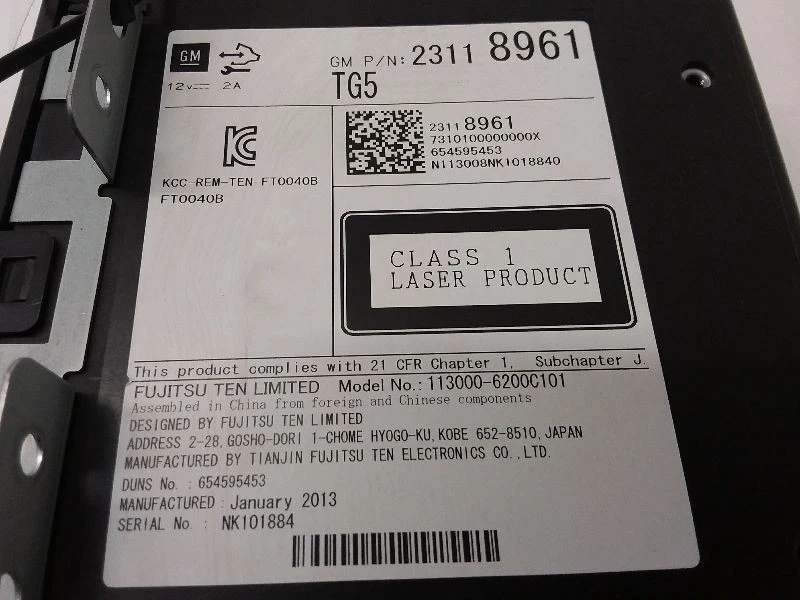 GM
GM P/N: 2311 8961
12V 2A
TG5
2311 8961
7310100000000X
654595453
N113008NK1018840
KCC-REM-TEN-FT0040B
FT0040B
CLASS 1
LASER PRODUCT
This product complies with 21 CFR Chapter 1, Subchapter J.
FUJITSU TEN LIMITED Model No.: 113000-6200C101
Assembled in China from foreign and Chinese components
DESIGNED BY FUJITSU TEN LIMITED
ADDRESS 2-28, GOSHO-DORI 1-CHOME HYOGO-KU, KOBE 652-8510, JAPAN
MANUFACTURED BY TIANJIN FUJITSU TEN ELECTRONICS CO., LTD.
DUNS No. : 654595453
MANUFACTURED : January 2013
SERIAL No. : NK101884